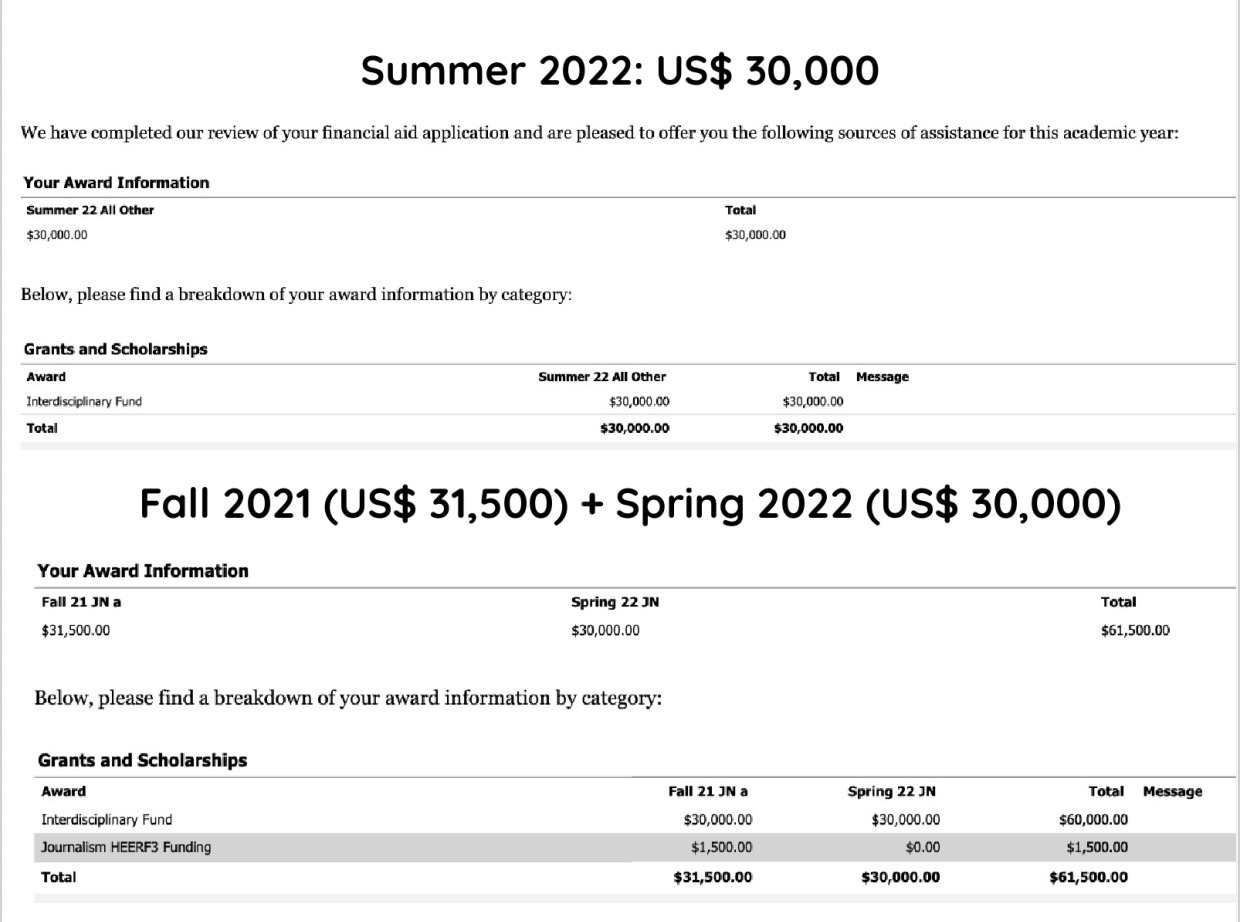 Summer 2022: US$ 30,000
We have completed our review of your financial aid application and are pleased to offer you the following sources of assistance for this academic year:
Your Award Information
Summer 22 All Other Total
$30,000.00 $30,000.00
Below, please find a breakdown of your award information by category:
Grants and Scholarships
Award Summer 22 All Other Total Message
Interdisciplinary Fund $30,000.00 $30,000.00
Total $30,000.00 $30,000.00
Fall 2021 (US$ 31,500) + Spring 2022 (US$ 30,000)
Your Award Information
Fall 21 JN a Spring 22 JN Total
$31,500.00 $30,000.00 $61,500.00
Below, please find a breakdown of your award information by category:
Grants and Scholarships
Award Fall 21 JN a Spring 22 JN Total Message
Interdisciplinary Fund $30,000.00 $30,000.00 $60,000.00
Journalism HEERF3 Funding $1,500.00 $0.00 $1,500.00
Total $31,500.00 $30,000.00 $61,500.00